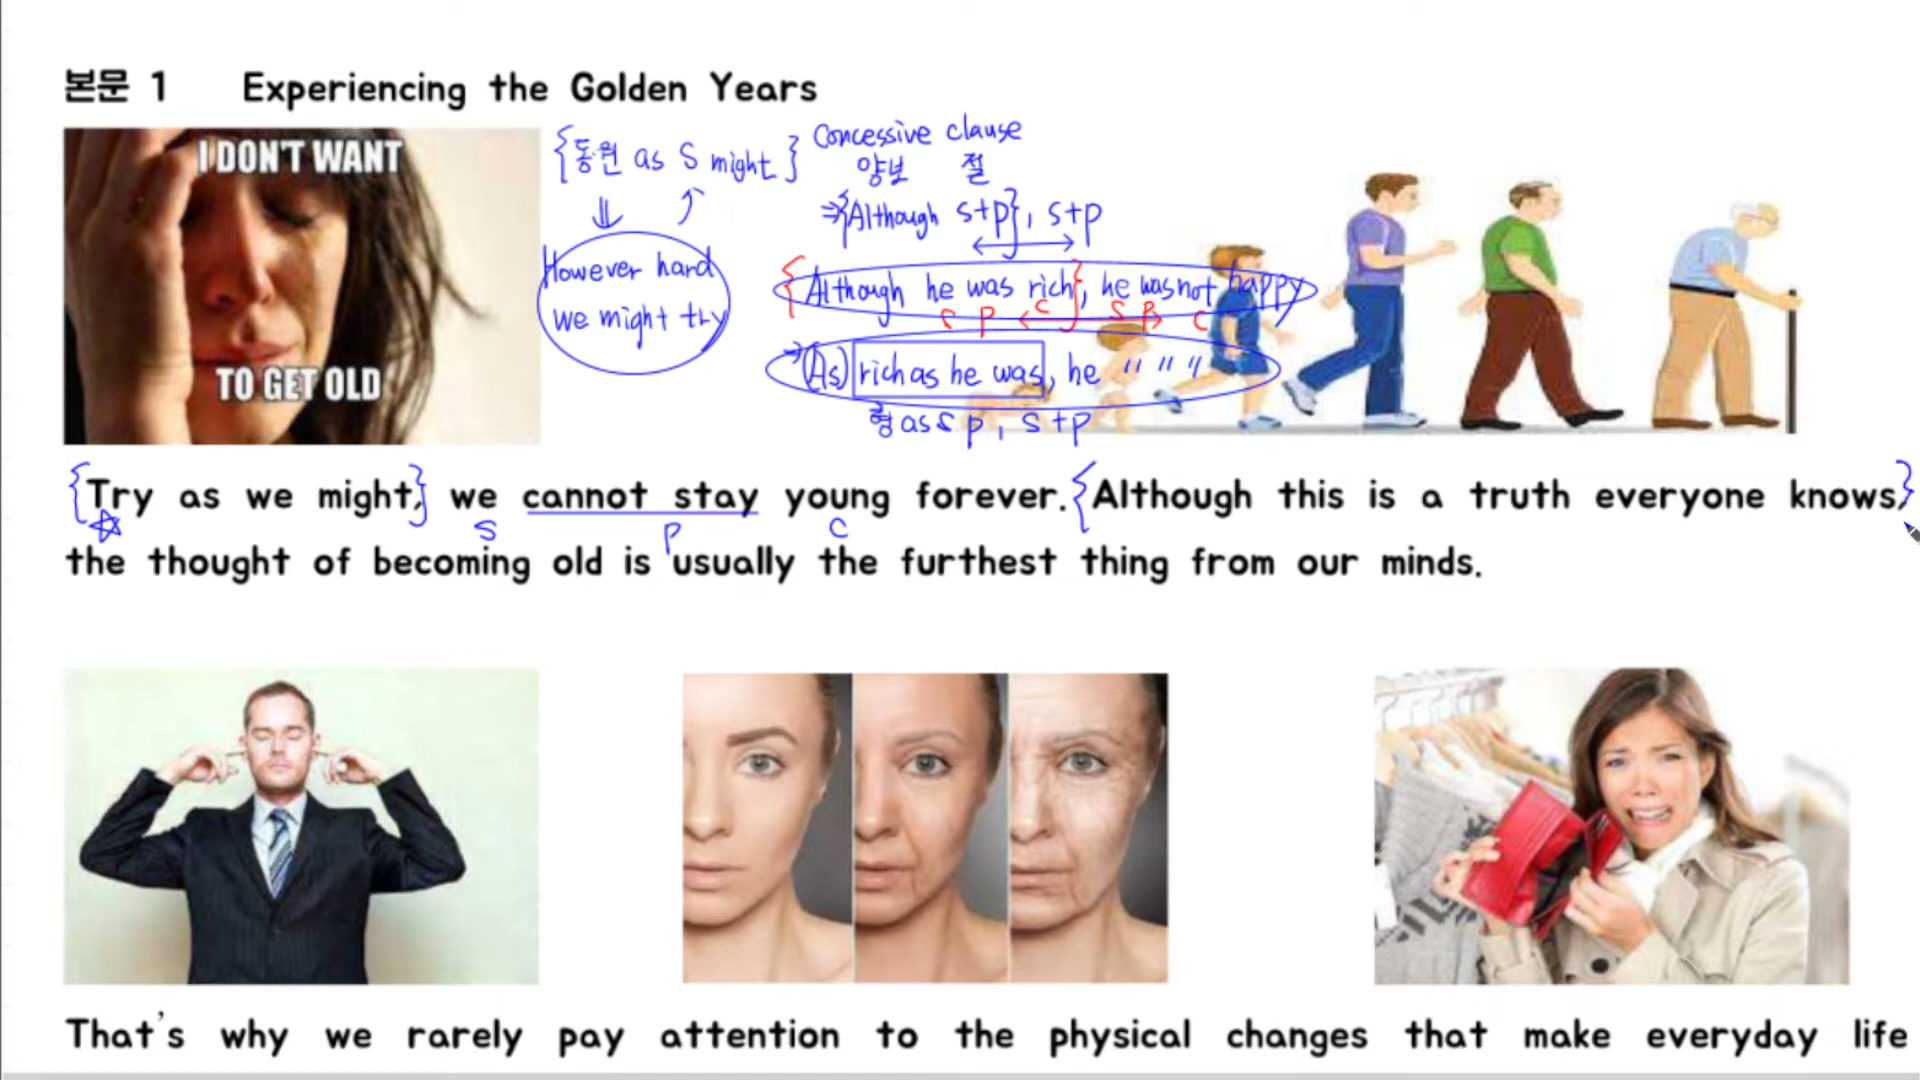 본문 1 Experiencing the Golden Years
I DON'T WANT
TO GET OLD
{동원 as S might}
However hard
we might try
Concessive clause
양보 절
⇒{Although s+p}, s+p
{Although he was rich}, he was not happy
S P C S P C
→(As) rich as he was, he " " "
형 as s p, s+p
{Try as we might,} we cannot stay young forever. {Although this is a truth everyone knows,}
☆ S P C
the thought of becoming old is usually the furthest thing from our minds.
That's why we rarely pay attention to the physical changes that make everyday life